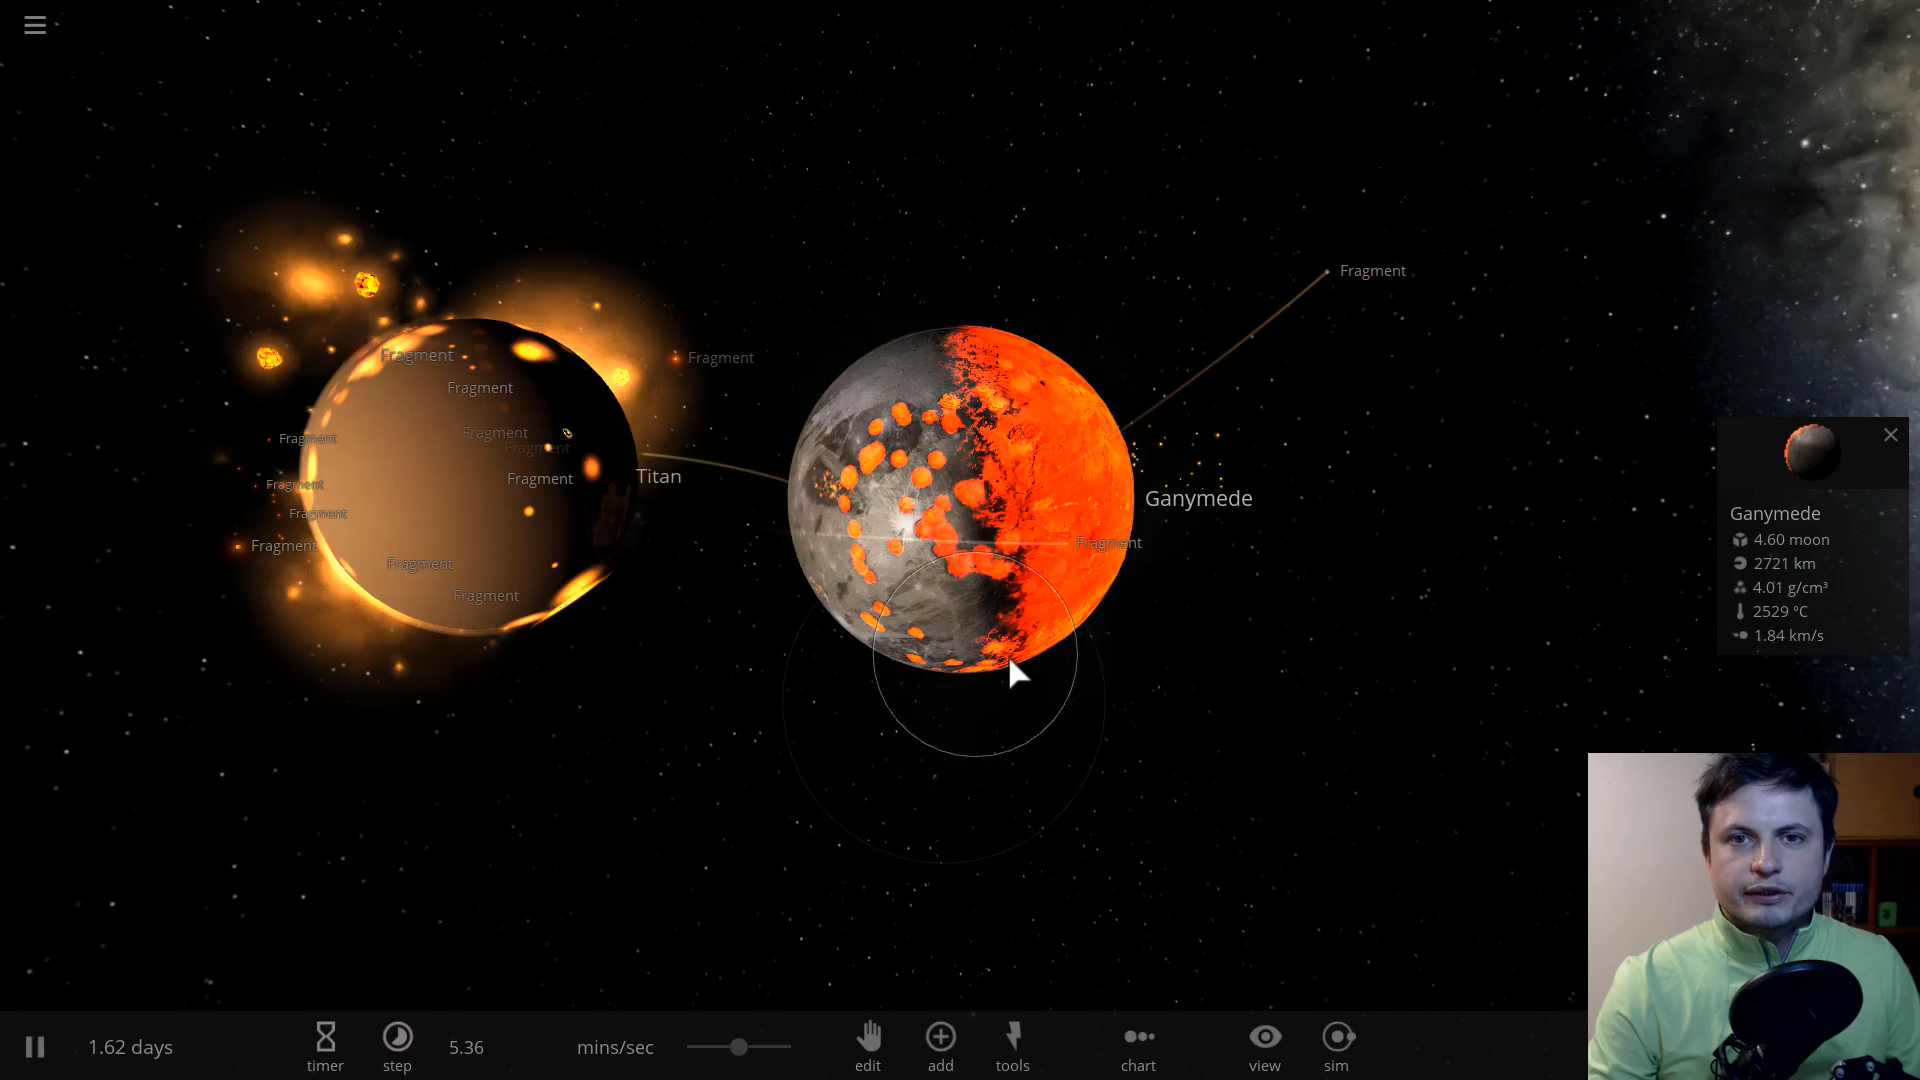 Fragment
Fragment
Fragment
Fragment
Fragment
Fragment
Fragment
Titan
Fragment
Fragment
Ganymede
Fragment
Fragment
Fragment
Fragment
Fragment
Ganymede
4.60 moon
2721 km
4.01 g/cm³
2529 °C
1.84 km/s
1.62 days
timer
step
5.36
mins/sec
edit
add
tools
chart
view
sim